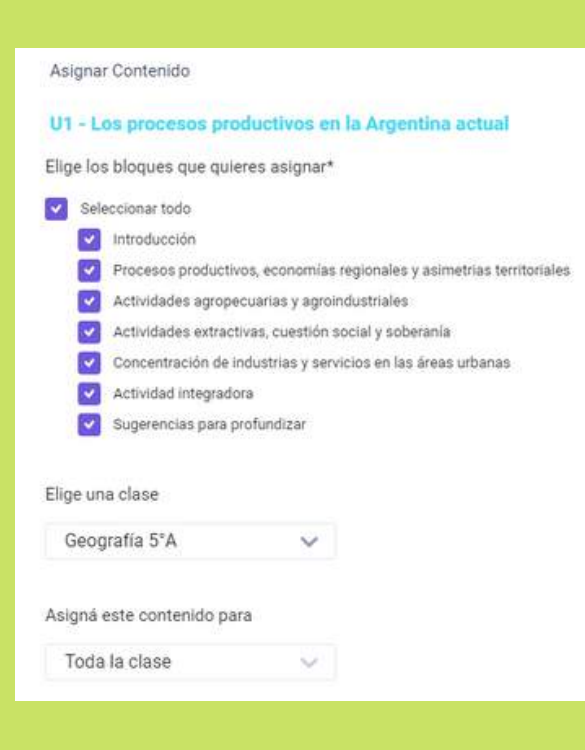 Asignar Contenido
U1 - Los procesos productivos en la Argentina actual
Elige los bloques que quieres asignar*
Seleccionar todo
Introducción
Procesos productivos, economías regionales y asimetrias territoriales
Actividades agropecuarias y agroindustriales
Actividades extractivas, cuestión social y soberanía
Concentración de industrias y servicios en las áreas urbanas
Actividad integradora
Sugerencias para profundizar
Elige una clase
Geografía 5°A
Asigná este contenido para
Toda la clase